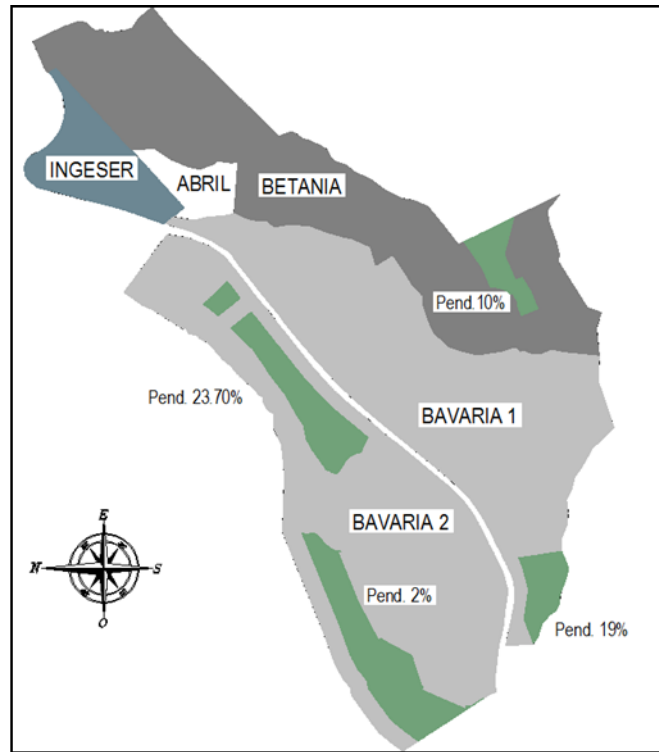 INGESER
ABRIL
BETANIA
Pend.10%
Pend. 23.70%
BAVARIA 1
BAVARIA 2
E
N
S
O
Pend. 2%
Pend. 19%